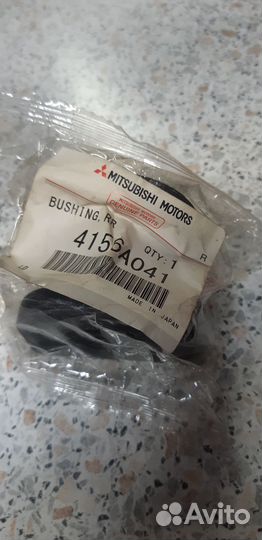 MITSUBISHI MOTORS
GENUINE PARTS
BUSHING, RR
QTY: 1
R
4156A041
MADE IN JAPAN
Avito